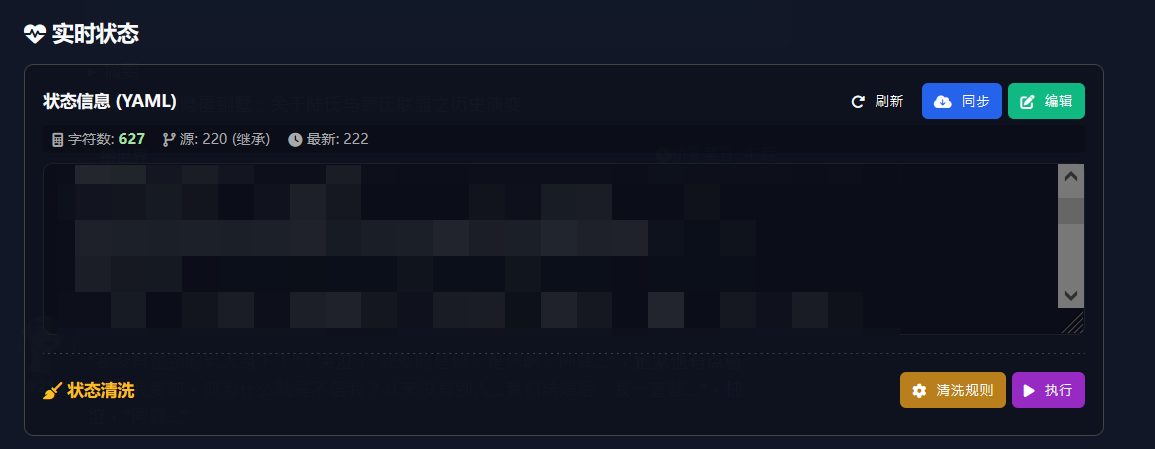 实时状态
状态信息 (YAML)
刷新
同步
编辑
字符数: 627
源: 220 (继承)
最新: 222
状态清洗
清洗规则
执行